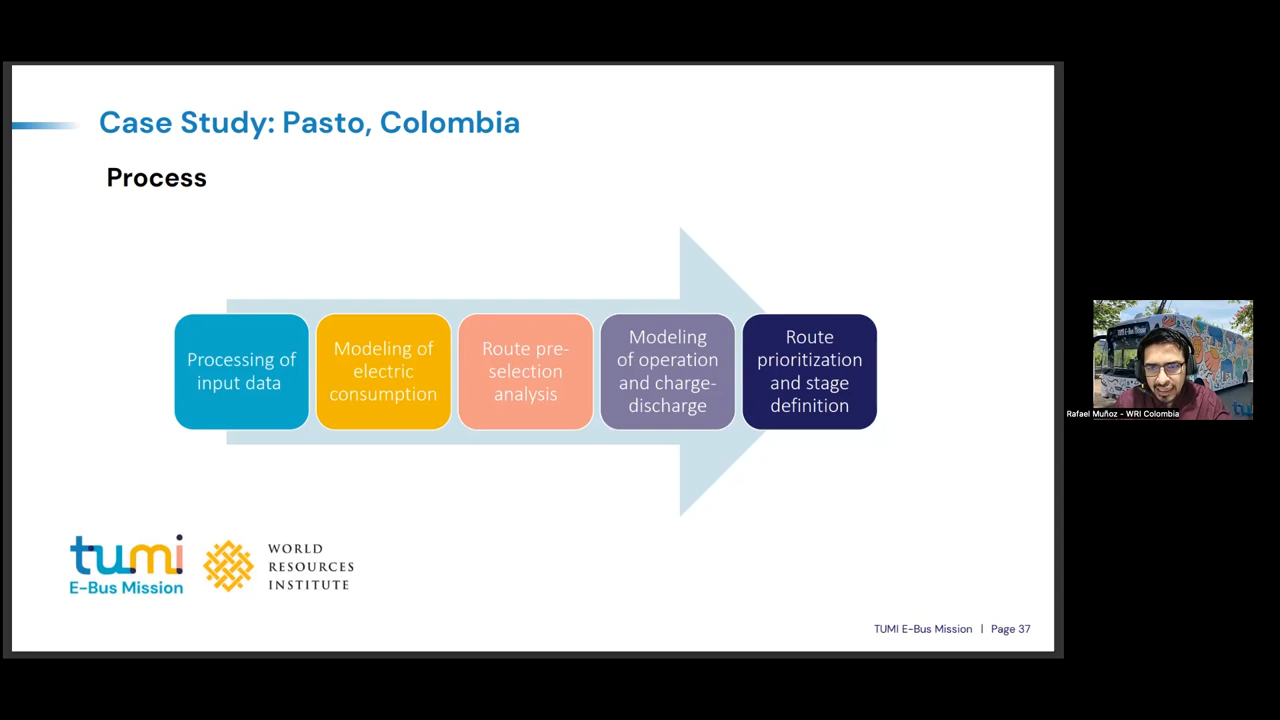 Case Study: Pasto, Colombia
Process
Processing of
input data
Modeling of
electric
consumption
Route pre-
selection
analysis
Modeling
of operation
and charge-
discharge
Route
prioritization
and stage
definition
tumi
E-Bus Mission
WORLD
RESOURCES
INSTITUTE
TUMI E-Bus Mission | Page 37
Rafael Muñoz - WRI Colombia